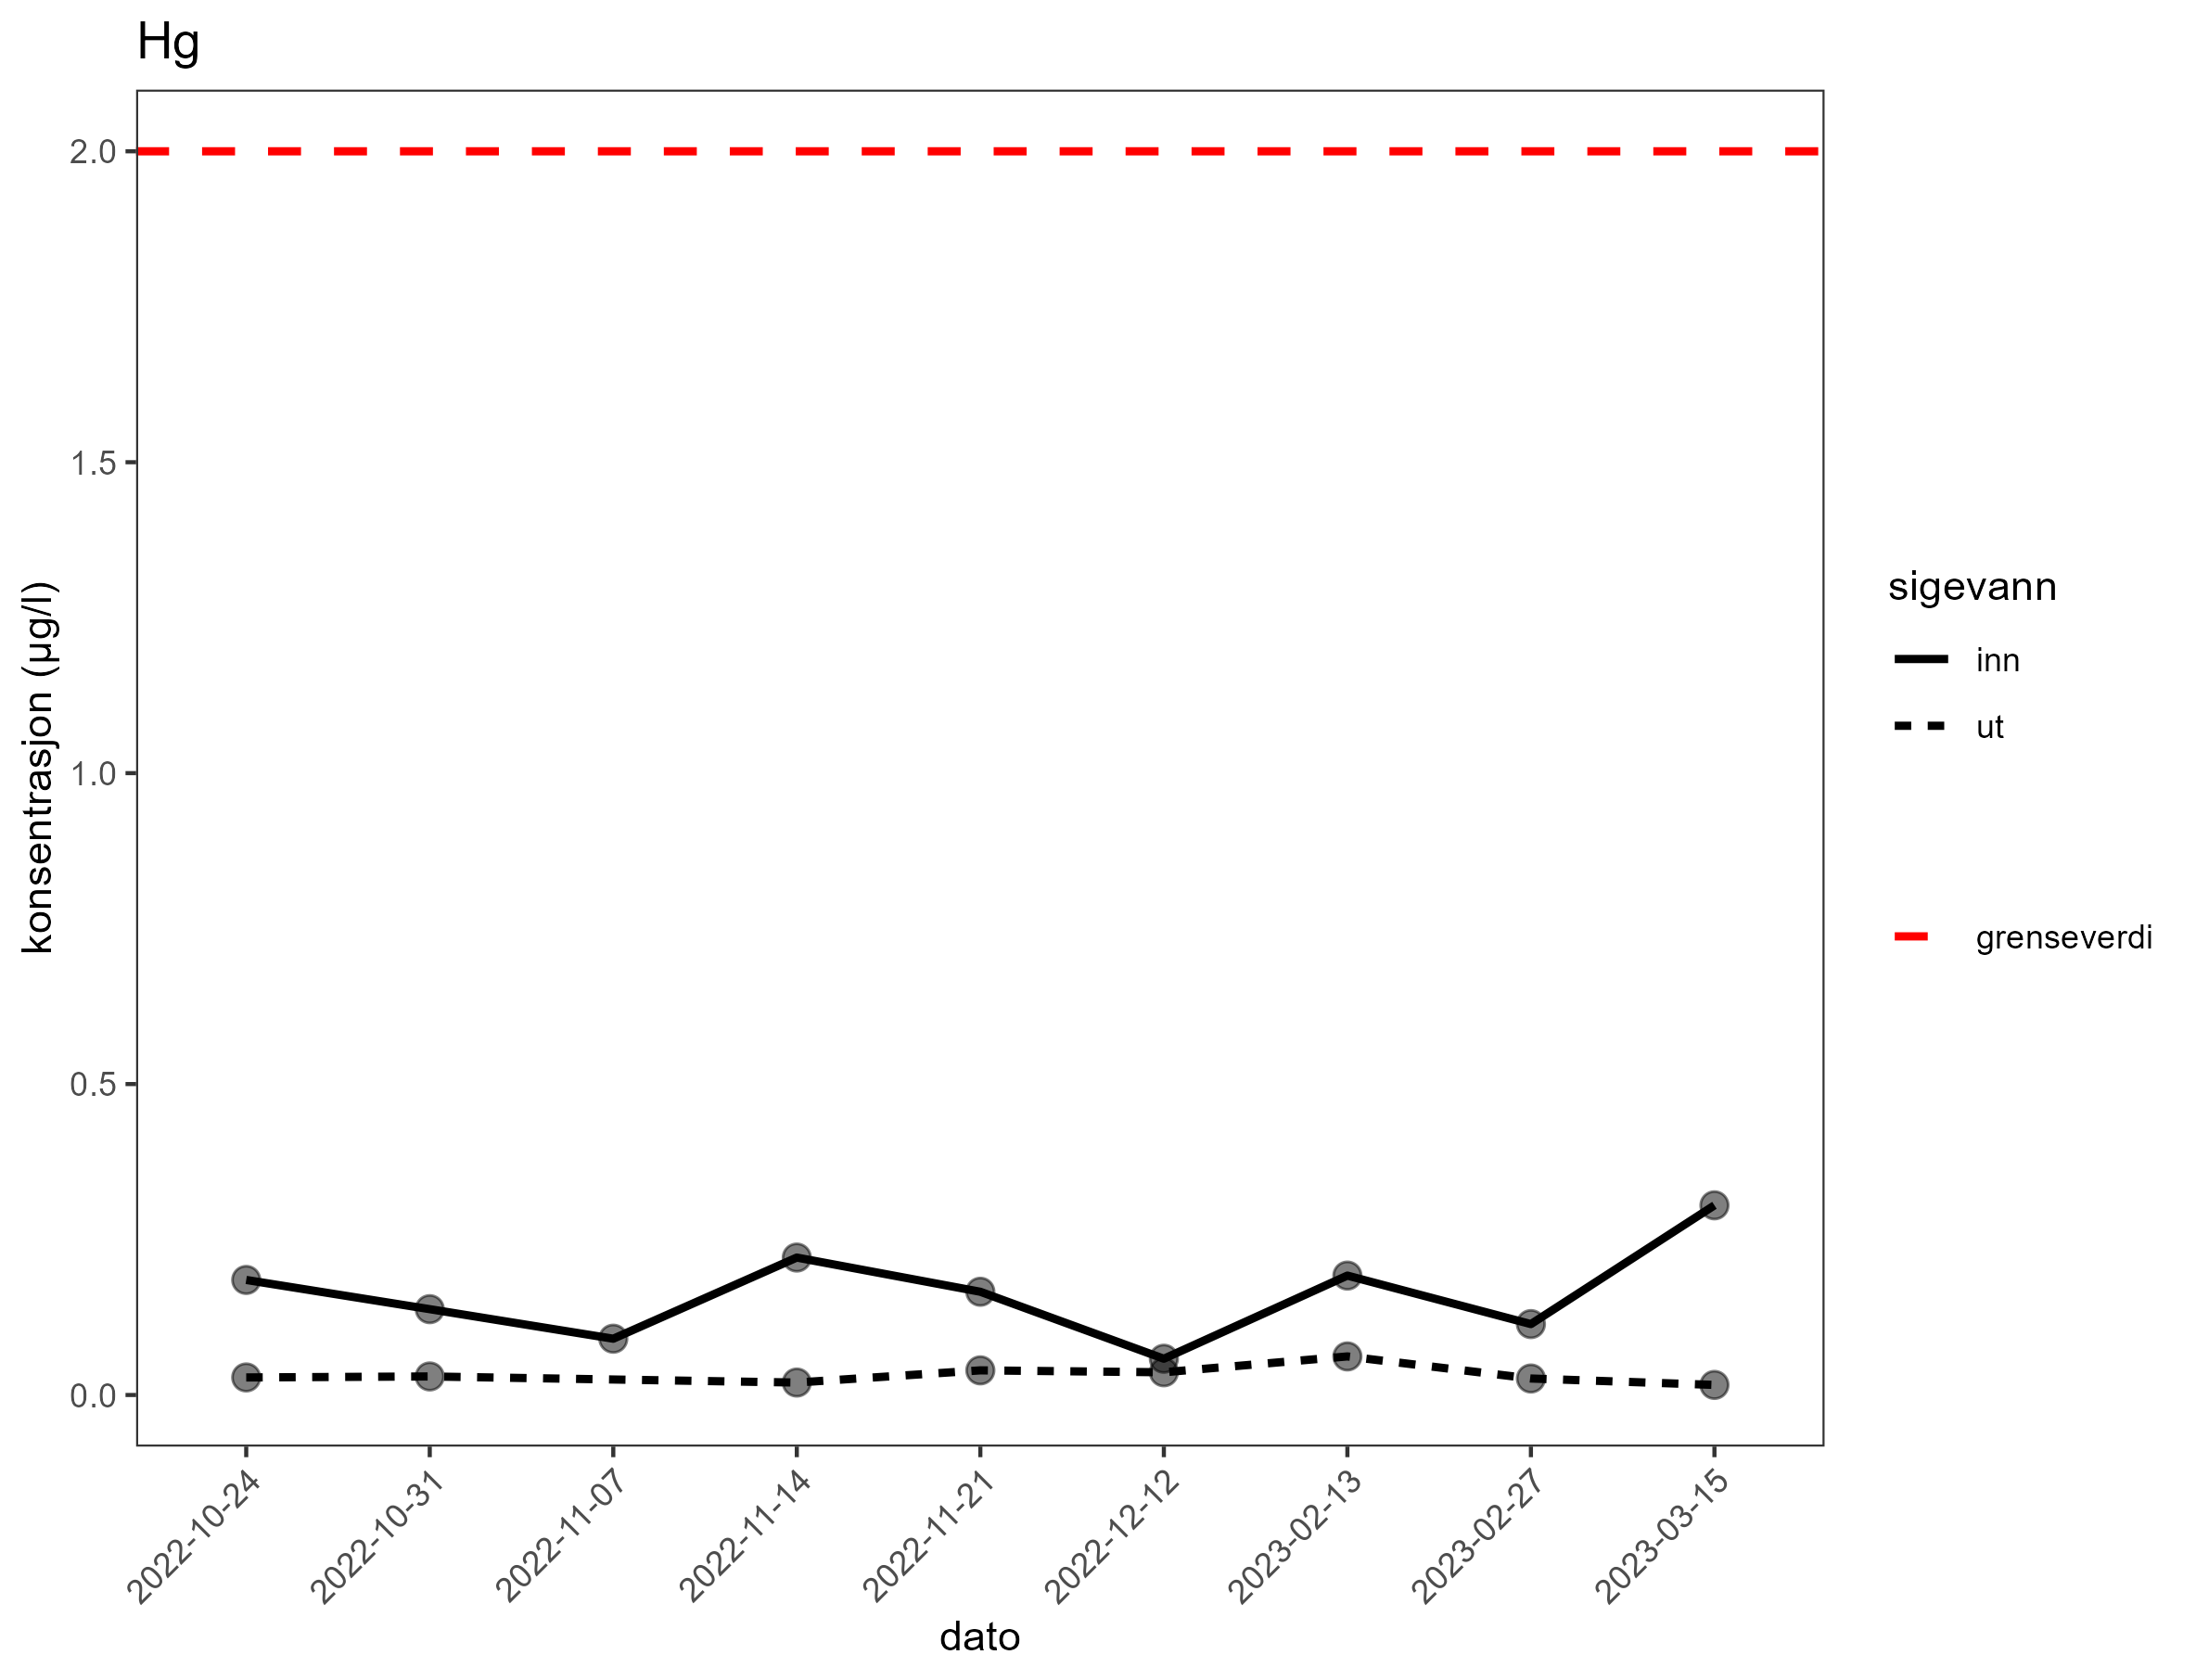 Hg
2.0
1.5
1.0
0.5
0.0
konsentrasjon (µg/l)
2022-10-24
2022-10-31
2022-11-07
2022-11-14
2022-11-21
2022-12-12
2023-02-13
2023-02-27
2023-03-15
dato
sigevann
inn
ut
grenseverdi